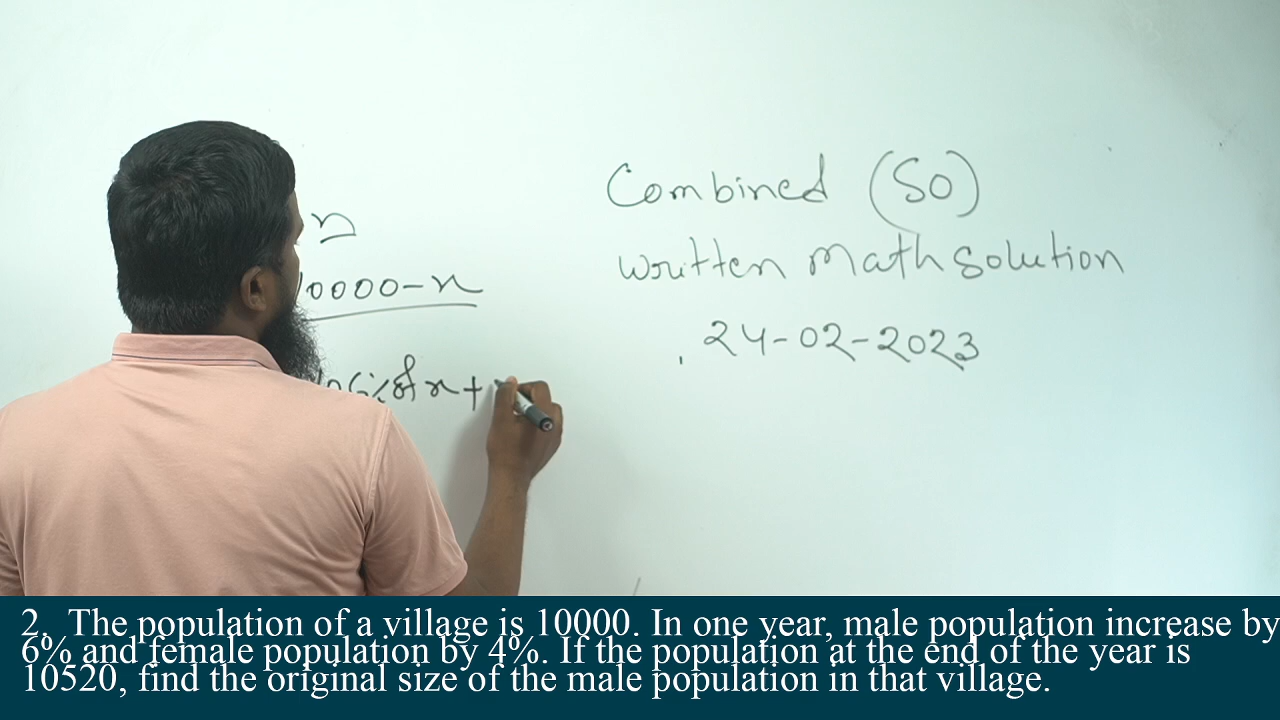 x
10000-x
106% of x +
Combined (SO)
written math solution
24-02-2023
2. The population of a village is 10000. In one year, male population increase by
6% and female population by 4%. If the population at the end of the year is
10520, find the original size of the male population in that village.